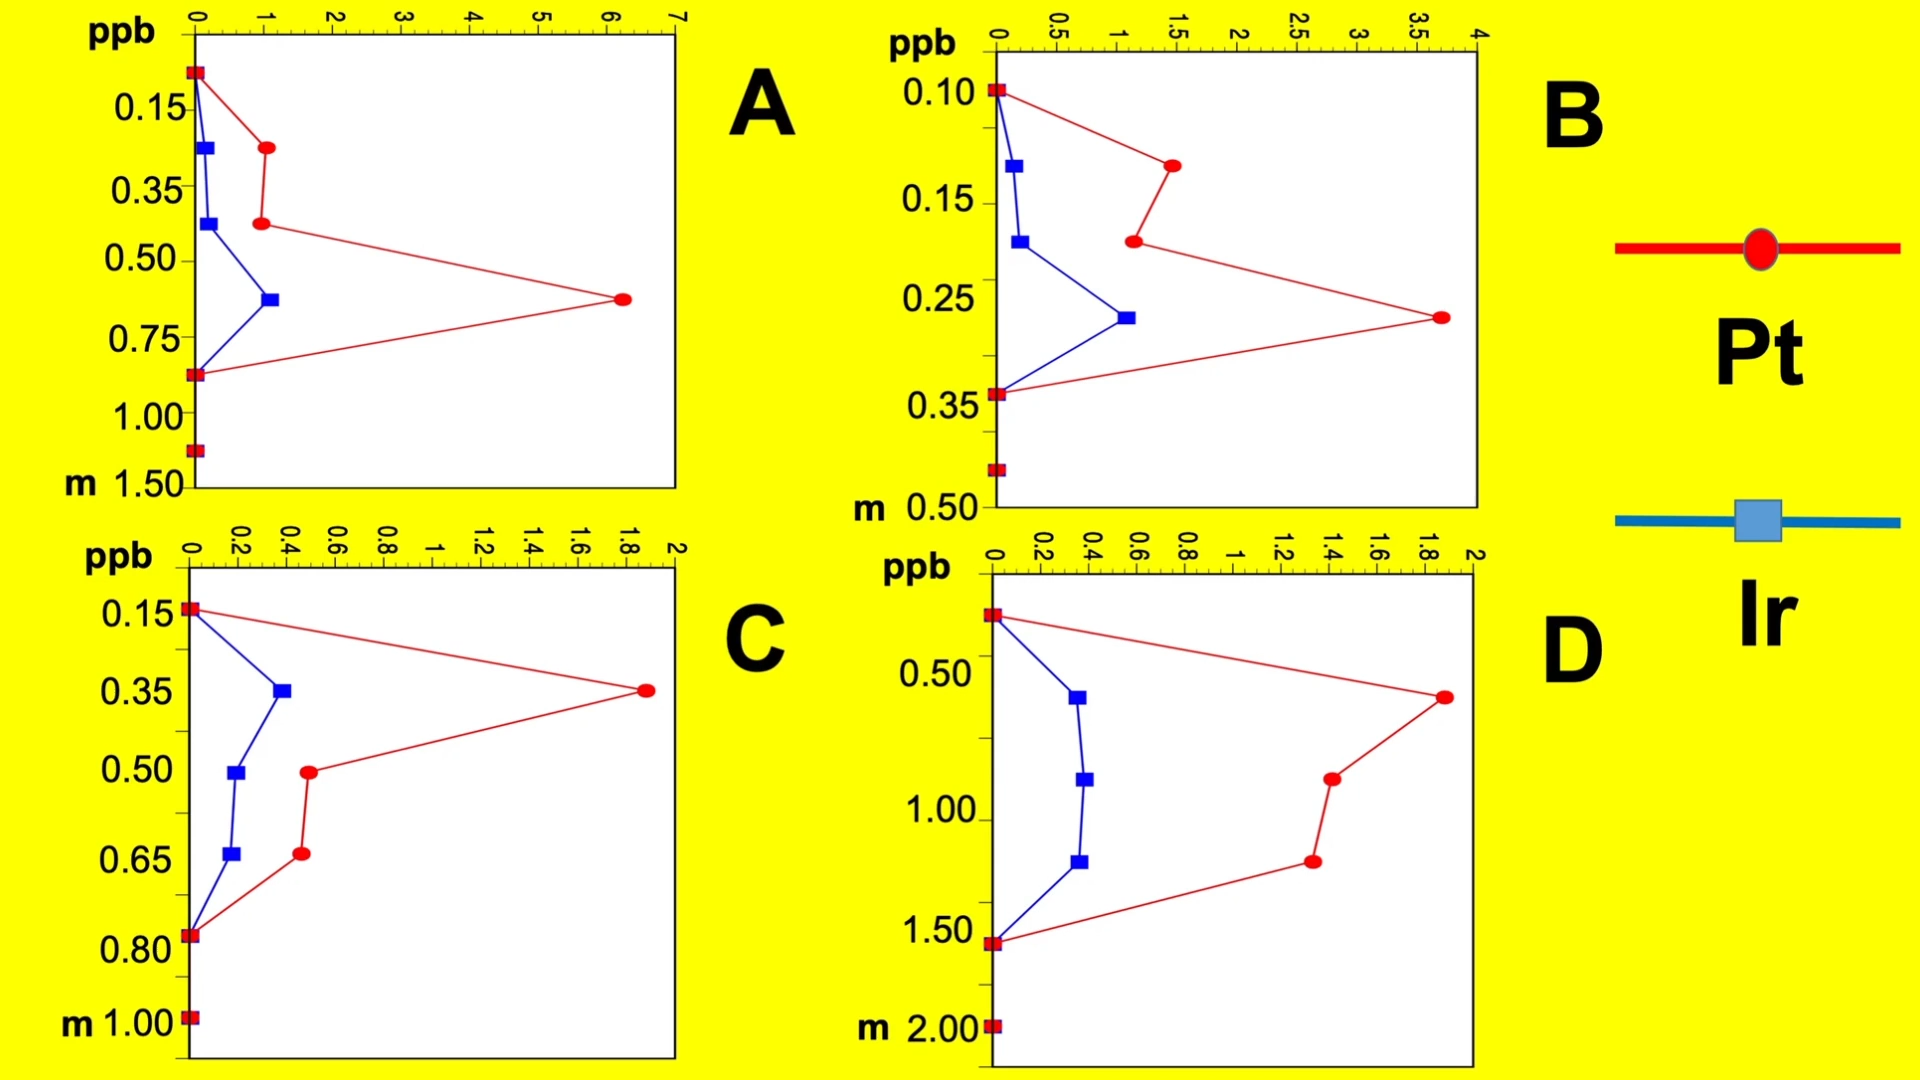 ppb
0 1 2 3 4 5 6 7
0.15
0.35
0.50
0.75
1.00
m 1.50
A
ppb
0 0.5 1 1.5 2 2.5 3 3.5 4
0.10
0.15
0.25
0.35
m 0.50
B
ppb
0 0.2 0.4 0.6 0.8 1 1.2 1.4 1.6 1.8 2
0.15
0.35
0.50
0.65
0.80
m 1.00
C
ppb
0 0.2 0.4 0.6 0.8 1 1.2 1.4 1.6 1.8 2
0.50
1.00
1.50
m 2.00
D
Pt
Ir